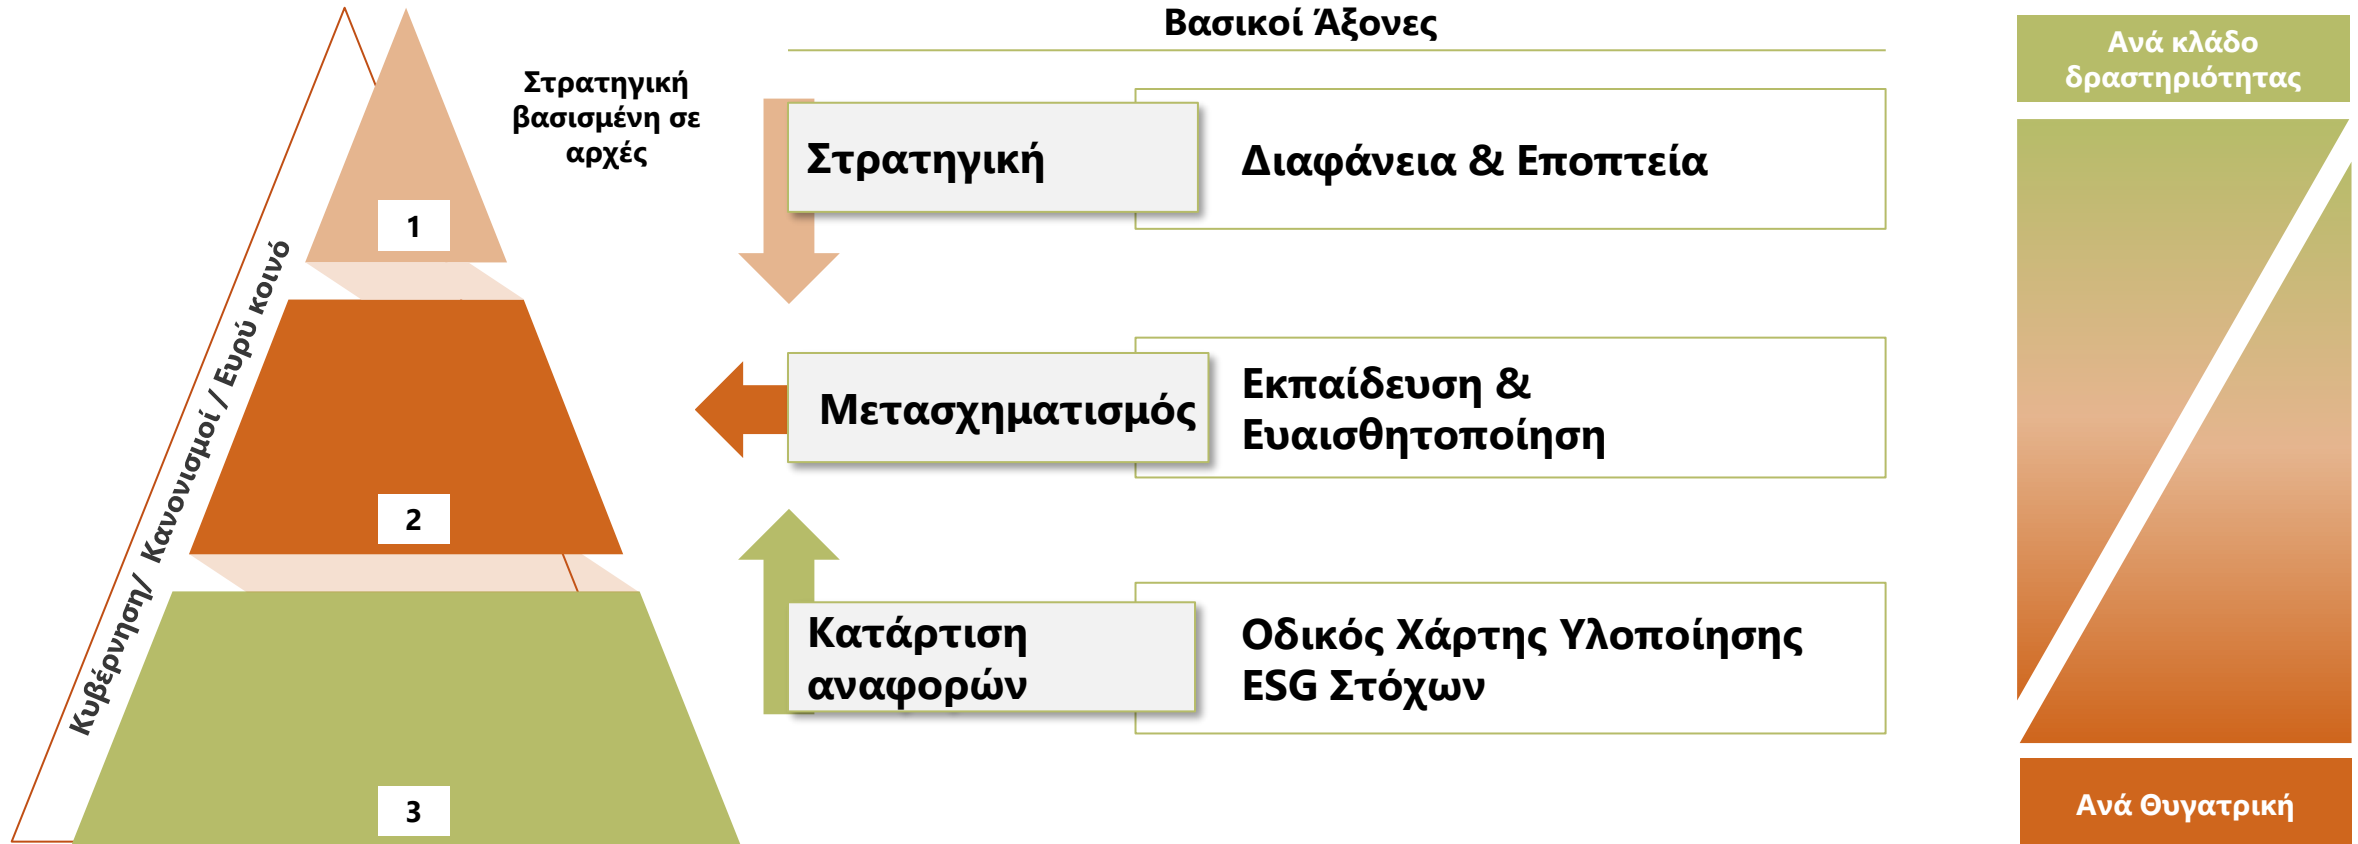 Βασικοί Άξονες
Στρατηγική
βασισμένη σε
αρχές
Κυβέρνηση/ Κανονισμοί / Ευρύ κοινό
1
2
3
Στρατηγική
Διαφάνεια & Εποπτεία
Μετασχηματισμός
Εκπαίδευση &
Ευαισθητοποίηση
Κατάρτιση
αναφορών
Οδικός Χάρτης Υλοποίησης
ESG Στόχων
Ανά κλάδο
δραστηριότητας
Ανά Θυγατρική